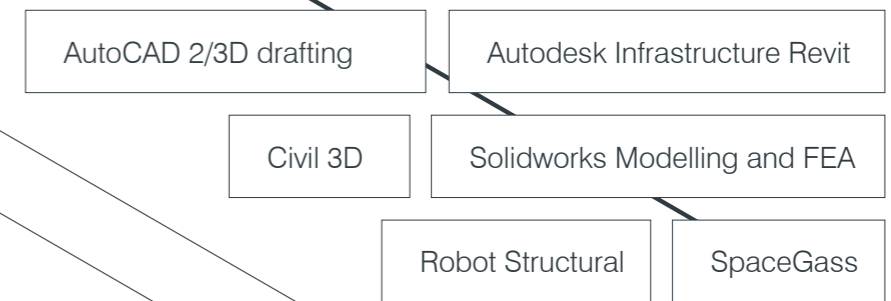 AutoCAD 2/3D drafting
Autodesk Infrastructure Revit
Civil 3D
Solidworks Modelling and FEA
Robot Structural
SpaceGass